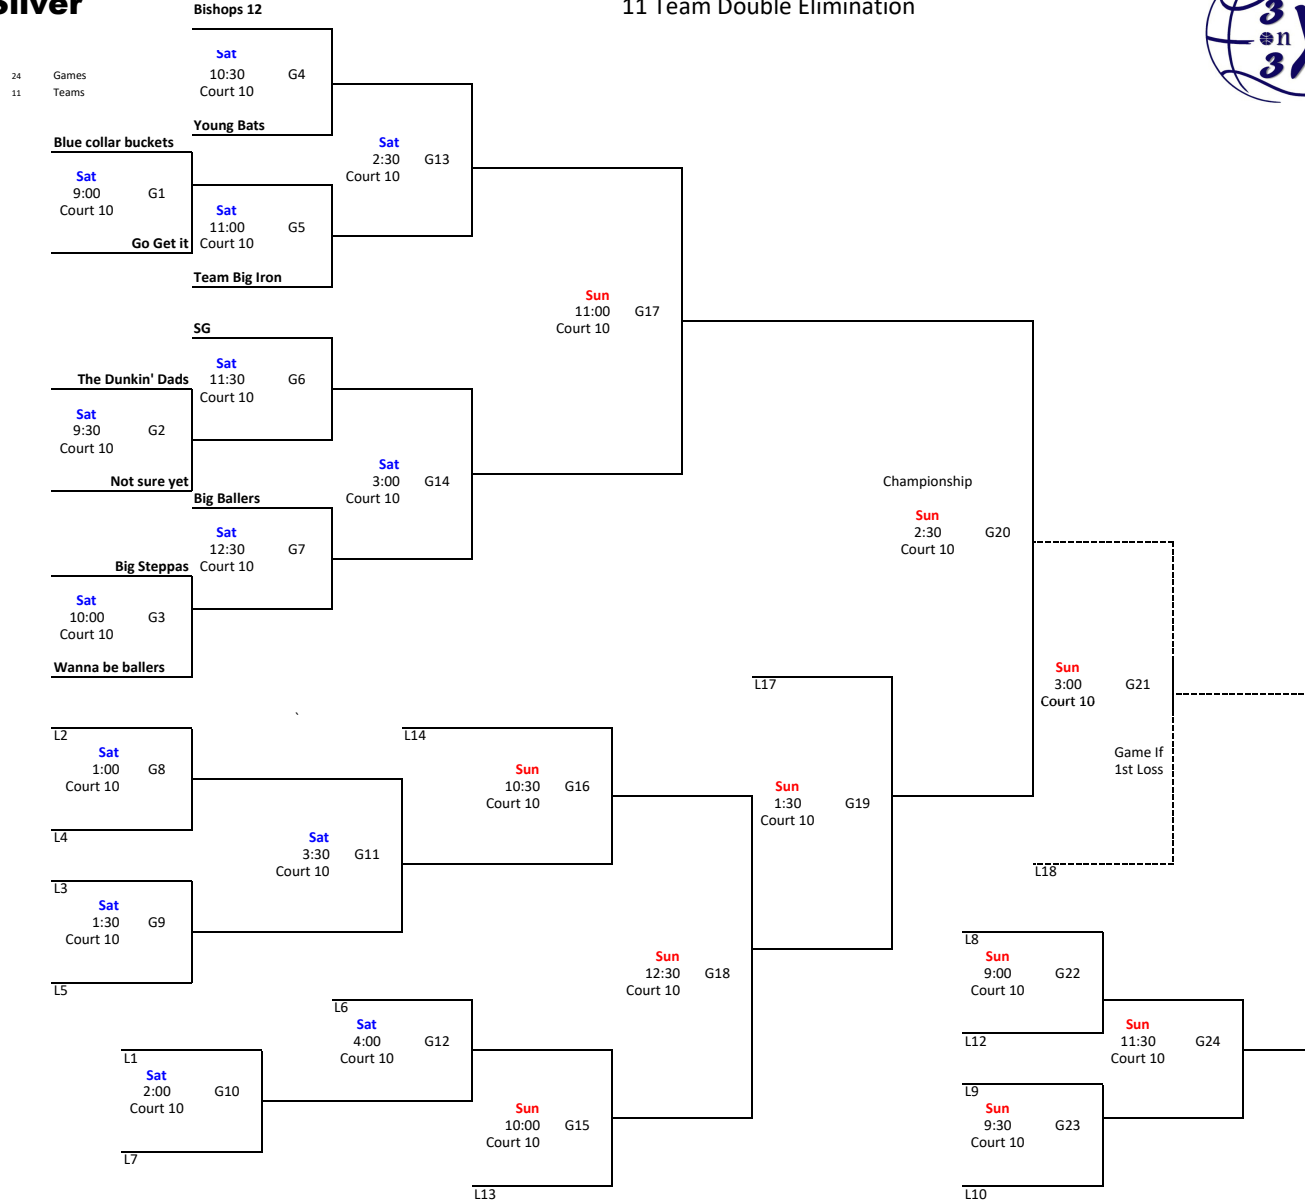 Silver
Bishops 12
11 Team Double Elimination
3
on
3
24 Games
11 Teams
Sat
10:30 G4
Court 10
Young Bats
Blue collar buckets
Sat
9:00 G1
Court 10
Go Get it
Sat
11:00 G5
Court 10
Team Big Iron
Sat
2:30 G13
Court 10
SG
Sat
11:30 G6
Court 10
The Dunkin' Dads
Sat
9:30 G2
Court 10
Not sure yet
Big Ballers
Sat
12:30 G7
Court 10
Big Steppas
Sat
10:00 G3
Court 10
Wanna be ballers
Sat
3:00 G14
Court 10
Sun
11:00 G17
Court 10
Championship
Sun
2:30 G20
Court 10
Sun
3:00 G21
Court 10
Game If
1st Loss
L18
L2
Sat
1:00 G8
Court 10
L4
L3
Sat
1:30 G9
Court 10
L5
`
Sat
3:30 G11
Court 10
L14
Sun
10:30 G16
Court 10
L17
Sun
1:30 G19
Court 10
Sun
12:30 G18
Court 10
L6
Sat
4:00 G12
Court 10
L1
Sat
2:00 G10
Court 10
L7
Sun
10:00 G15
Court 10
L13
L8
Sun
9:00 G22
Court 10
L12
Sun
11:30 G24
Court 10
L9
Sun
9:30 G23
Court 10
L10